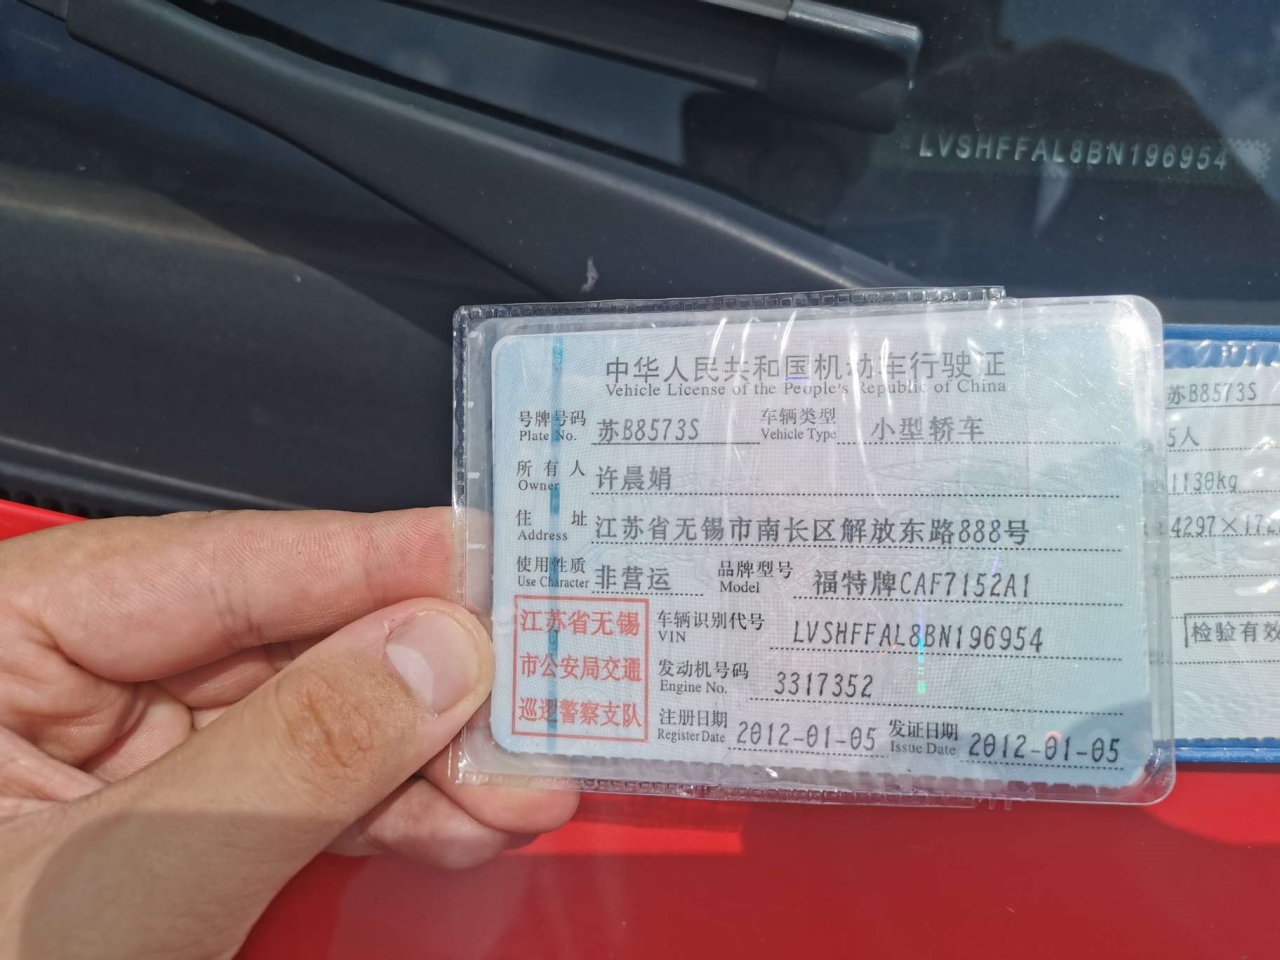 LVSHFFAL8BN196954
中华人民共和国机动车行驶证
Vehicle License of the People's Republic of China
号牌号码 苏B8573S 车辆类型 小型轿车
Plate No. Vehicle Type
所有人 许晨娟
Owner
住址 江苏省无锡市南长区解放东路888号
Address
使用性质 非营运 品牌型号 福特牌CAF7152A1
Use Character Model
江苏省无锡
市公安局交通
巡逻警察支队
车辆识别代号 LVSHFFAL8BN196954
VIN
发动机号码 3317352
Engine No.
注册日期 2012-01-05 发证日期 2012-01-05
Register Date Issue Date
苏B8573S
5人
1130kg
4297×172
检验有效